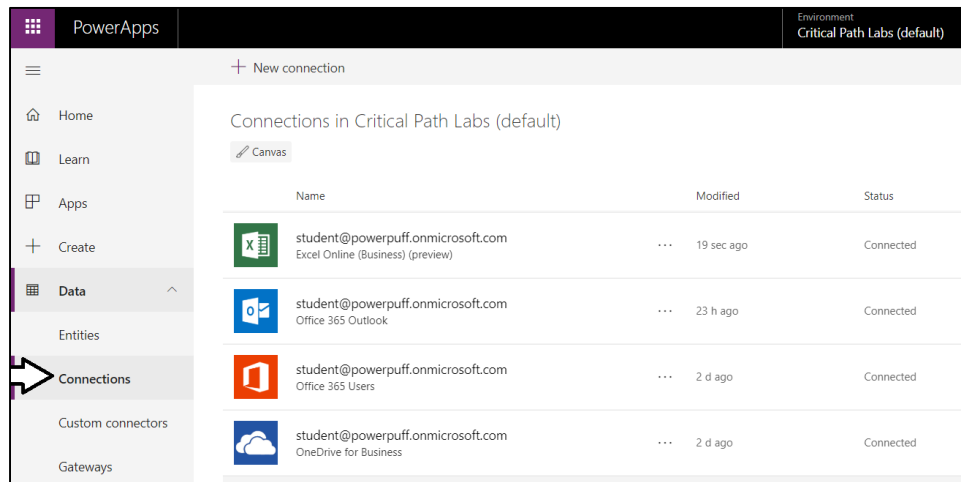 PowerApps
Environment
Critical Path Labs (default)
New connection
Home
Learn
Apps
Create
Data
Entities
Connections
Custom connectors
Gateways
Connections in Critical Path Labs (default)
Canvas
Name Modified Status
student@powerpuff.onmicrosoft.com ... 19 sec ago Connected
Excel Online (Business) (preview)
student@powerpuff.onmicrosoft.com ... 23 h ago Connected
Office 365 Outlook
student@powerpuff.onmicrosoft.com ... 2 d ago Connected
Office 365 Users
student@powerpuff.onmicrosoft.com ... 2 d ago Connected
OneDrive for Business